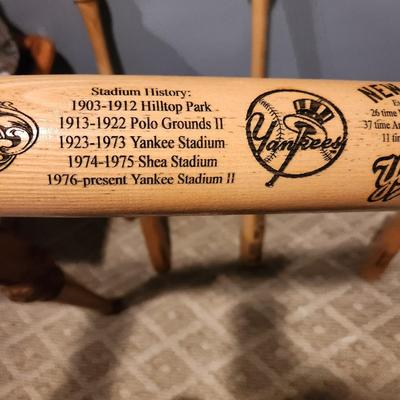 Stadium History:
1903-1912 Hilltop Park
1913-1922 Polo Grounds II
1923-1973 Yankee Stadium
1974-1975 Shea Stadium
1976-present Yankee Stadium II
Yankees
NEW
26 time
37 time
11 ti